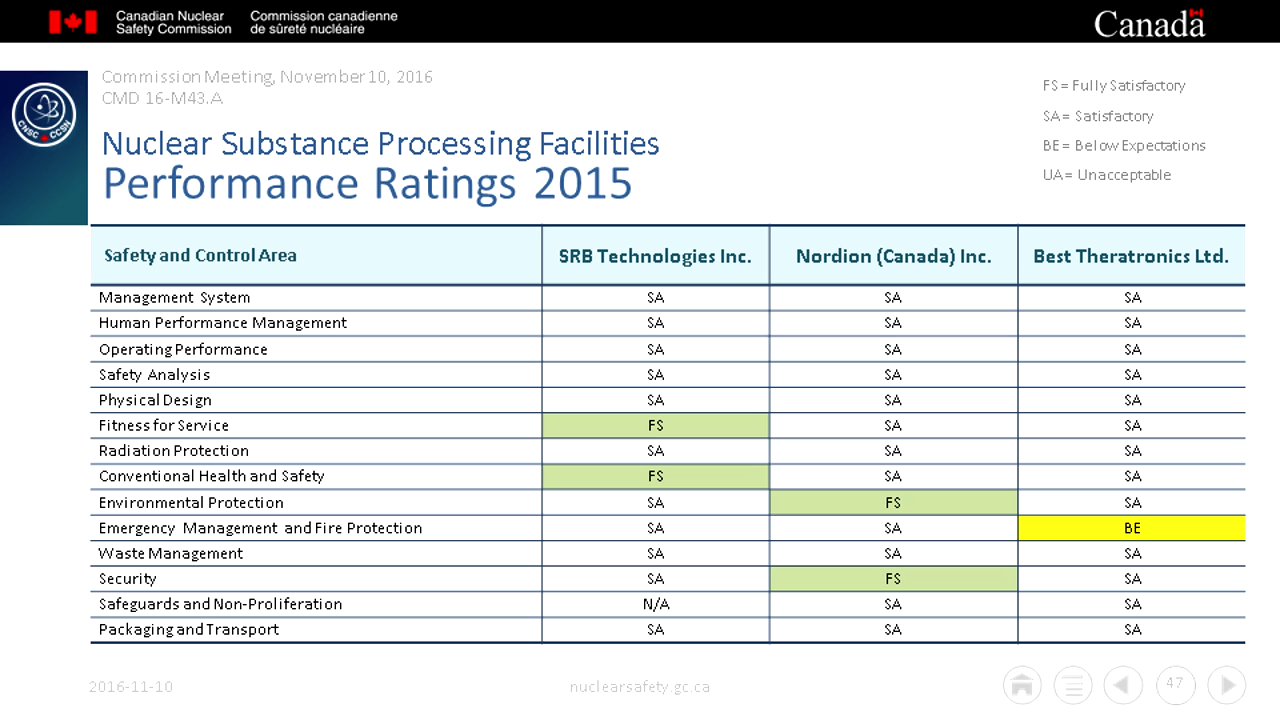 Canadian Nuclear Safety Commission
Commission canadienne de sûreté nucléaire
Canada
CNSC CCSN
Commission Meeting, November 10, 2016
CMD 16-M43.A
Nuclear Substance Processing Facilities
Performance Ratings 2015
FS = Fully Satisfactory
SA = Satisfactory
BE = Below Expectations
UA = Unacceptable
Safety and Control Area SRB Technologies Inc. Nordion (Canada) Inc. Best Theratronics Ltd.
Management System SA SA SA
Human Performance Management SA SA SA
Operating Performance SA SA SA
Safety Analysis SA SA SA
Physical Design SA SA SA
Fitness for Service FS SA SA
Radiation Protection SA SA SA
Conventional Health and Safety FS SA SA
Environmental Protection SA FS SA
Emergency Management and Fire Protection SA SA BE
Waste Management SA SA SA
Security SA FS SA
Safeguards and Non-Proliferation N/A SA SA
Packaging and Transport SA SA SA
2016-11-10 nuclearsafety.gc.ca 47